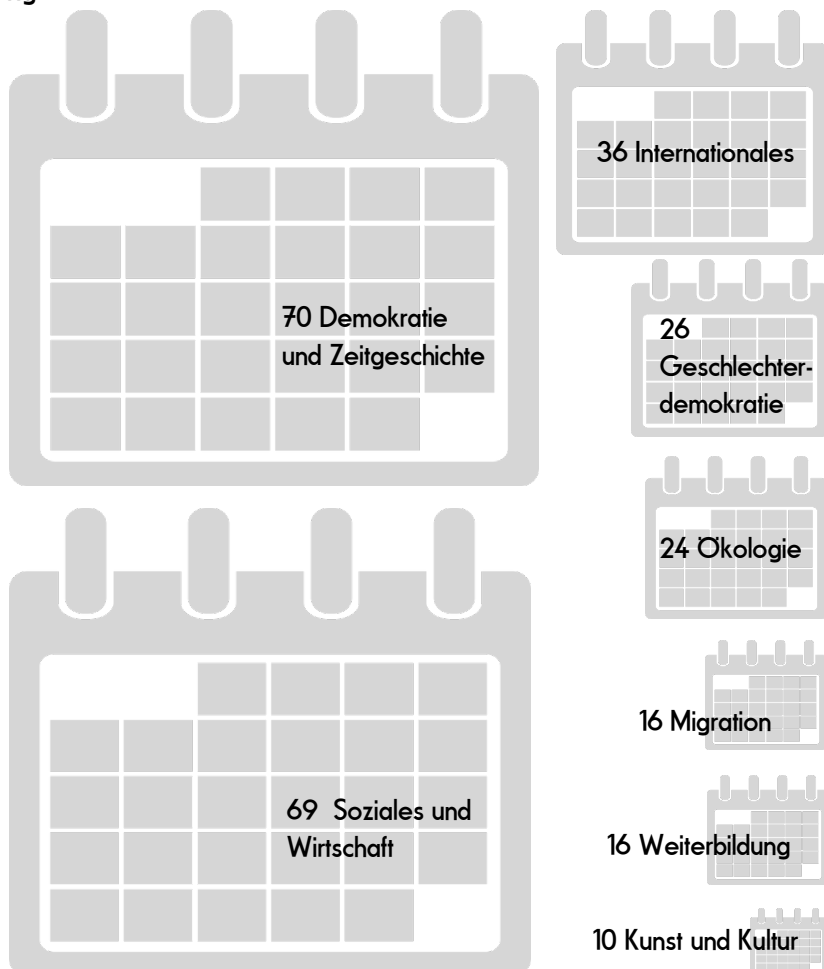 70 Demokratie
und Zeitgeschichte
69 Soziales und
Wirtschaft
36 Internationales
26
Geschlechter-
demokratie
24 Ökologie
16 Migration
16 Weiterbildung
10 Kunst und Kultur